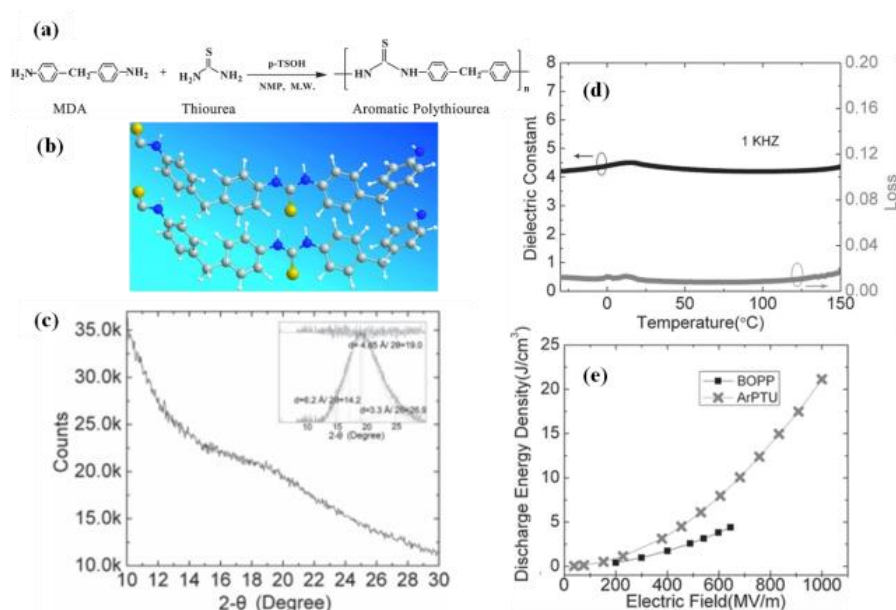 (a)
H₂N CH₂ NH₂ + S H₂N NH₂ p-TSOH S HN NH CH₂ n
NMP, M.W.
MDA Thiourea Aromatic Polythiourea
(b)
(c)
35.0k
30.0k
25.0k
20.0k
15.0k
10.0k
Counts
d= 4.65 Å/ 2θ=19.0
d=6.2 Å/ 2θ=14.2
d=3.3 Å/ 2θ=26.9
10 15 20 25
2-θ (Degree)
10 12 14 16 18 20 22 24 26 28 30
2-θ (Degree)
(d)
8
7
6
5
4
3
2
1
0
Dielectric Constant
1 KHZ
0.20
0.16
0.12
0.08
0.04
0.00
Loss
0 50 100 150
Temperature(°C)
(e)
25
20
15
10
5
0
Discharge Energy Density(J/cm³)
BOPP
ArPTU
0 200 400 600 800 1000
Electric Field(MV/m)